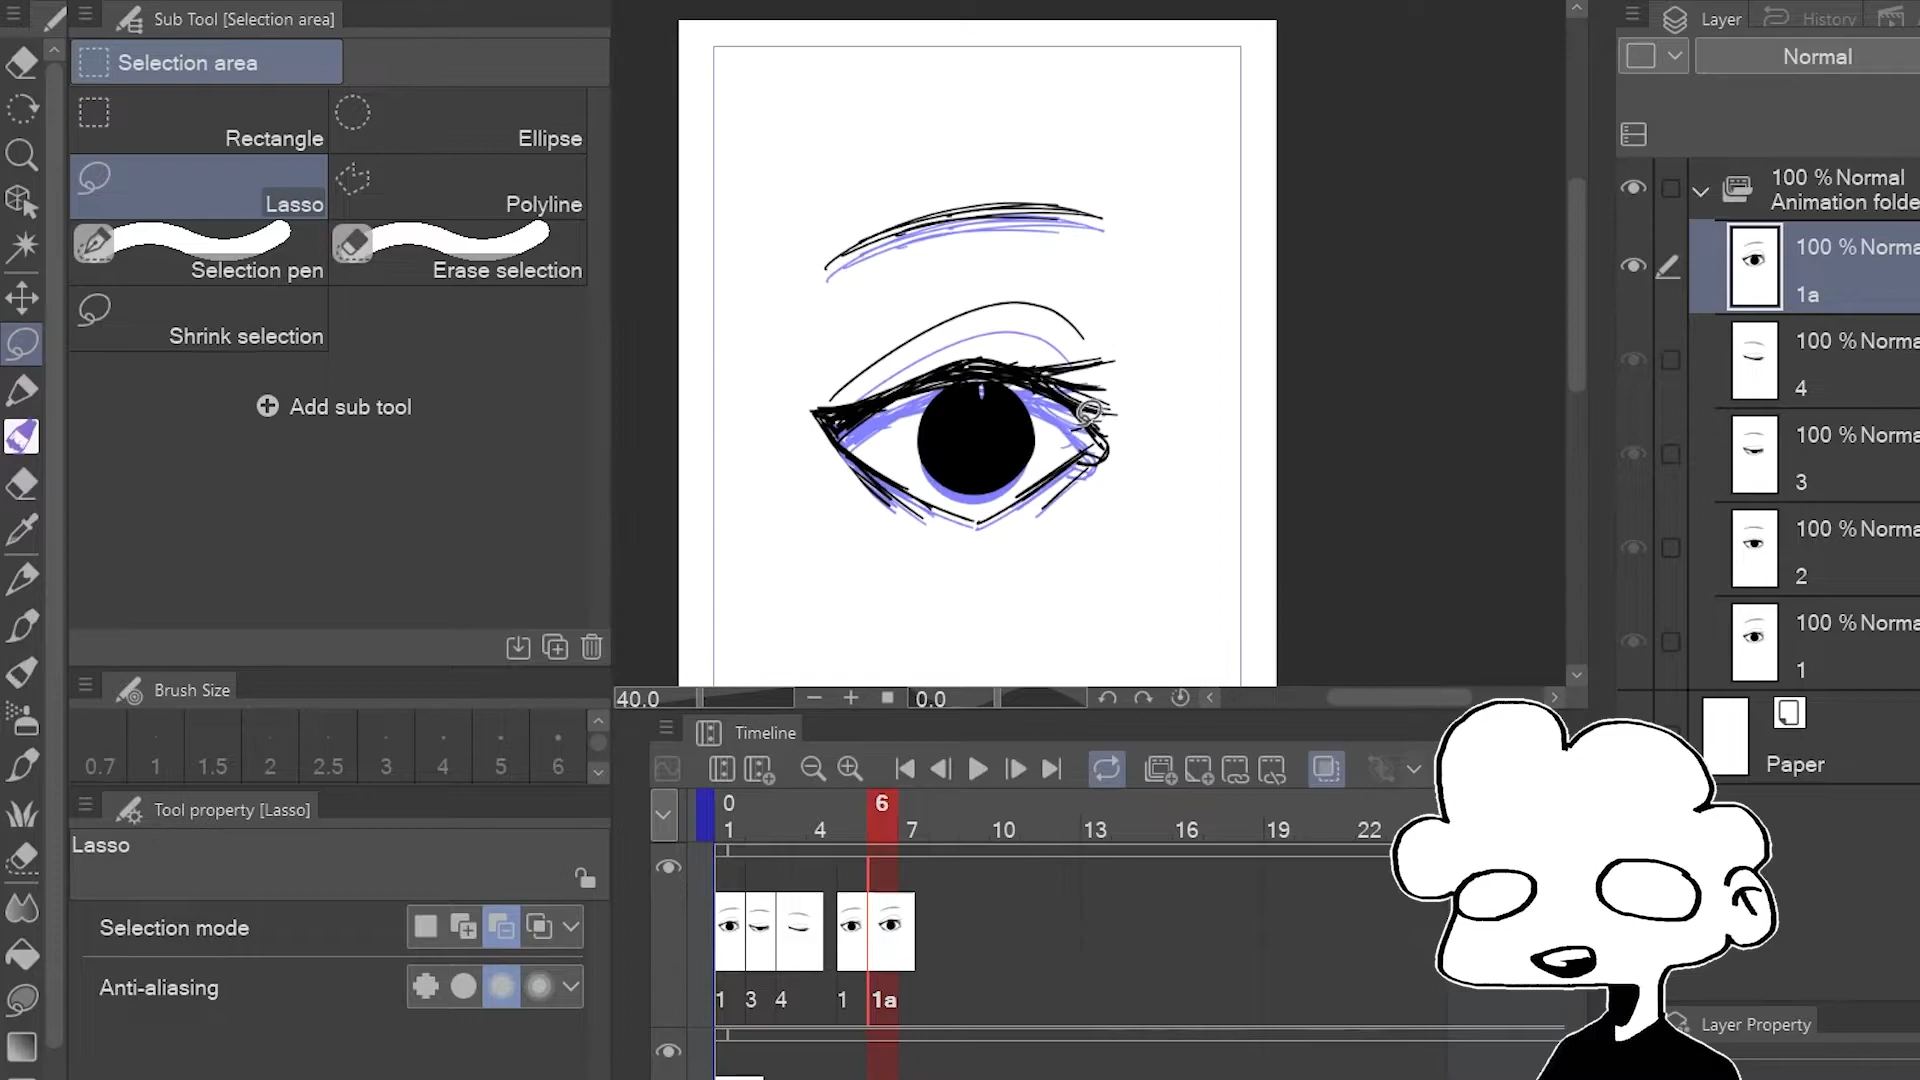 Sub Tool [Selection area]
Selection area
Rectangle
Ellipse
Lasso
Polyline
Selection pen
Erase selection
Shrink selection
Add sub tool
Brush Size
0.7 1 1.5 2 2.5 3 4 5 6
Tool property [Lasso]
Lasso
Selection mode
Anti-aliasing
40.0
0.0
Timeline
0 6
1 4 7 10 13 16 19 22
1 3 4 1 1a
Layer
History
Normal
100 % Normal
Animation folde
100 % Norma
1a
100 % Norma
4
100 % Norma
3
100 % Norma
2
100 % Norma
1
Paper
Layer Property